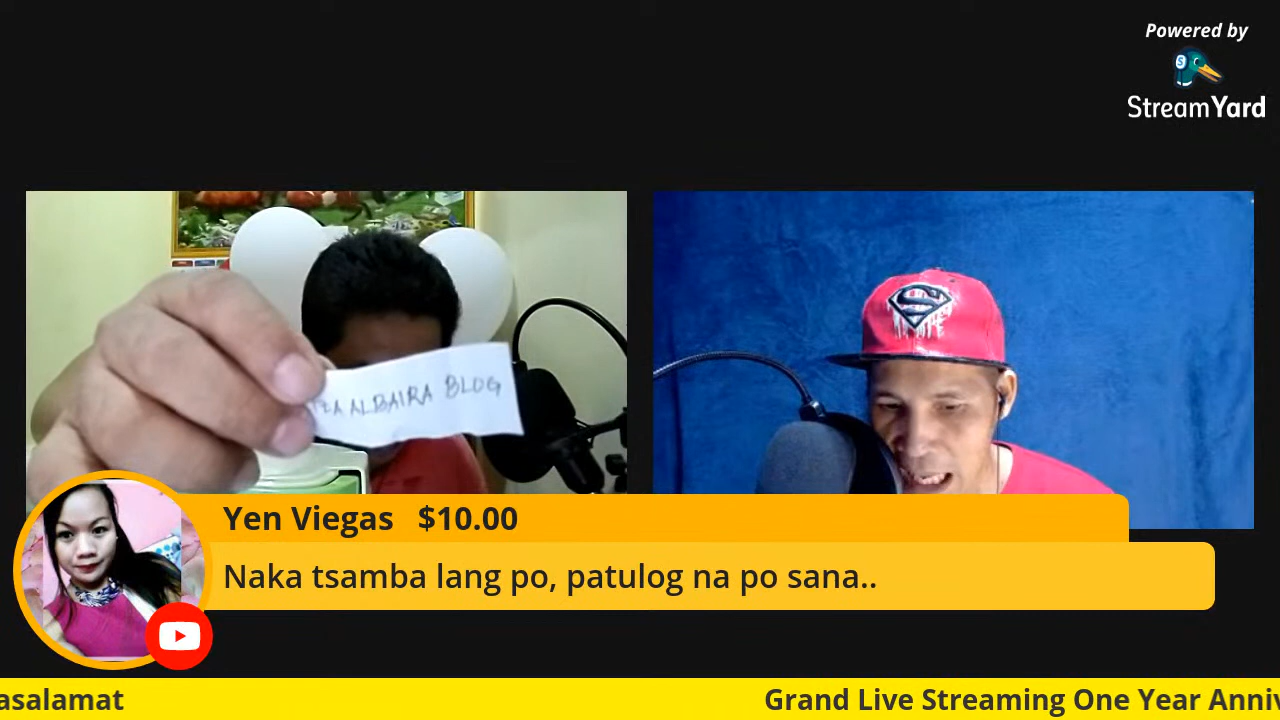 Powered by
StreamYard
ALBAIRA BLOG
Yen Viegas $10.00
Naka tsamba lang po, patulog na po sana..
asalamat Grand Live Streaming One Year Anniv